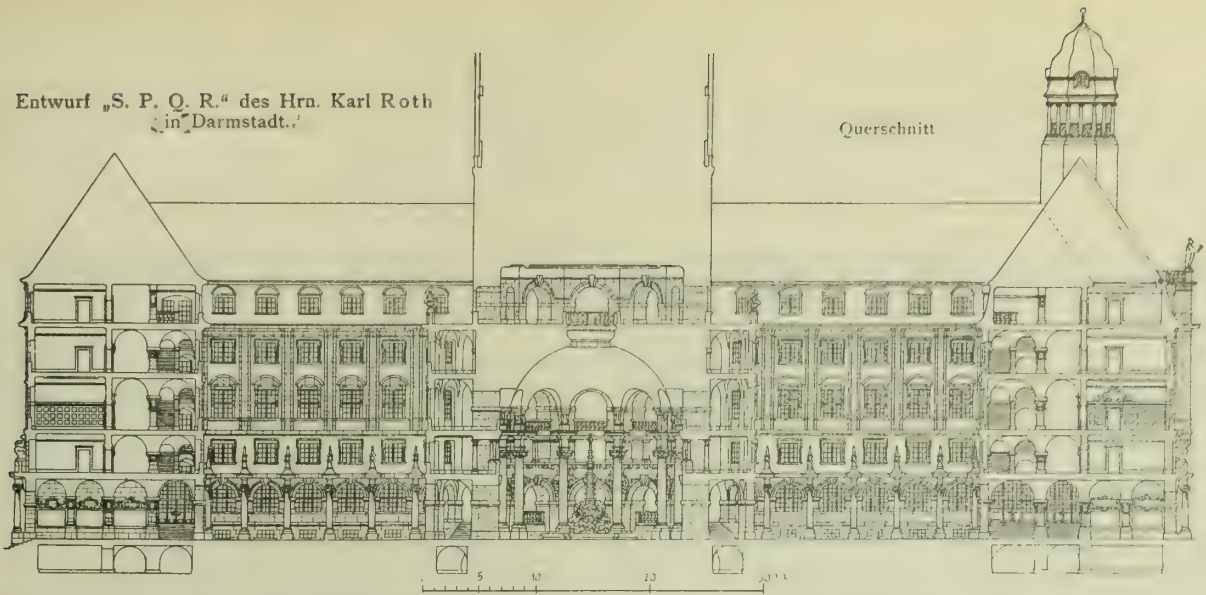 Entwurf „S. P. Q. R.“ des Hrn. Karl Roth
in Darmstadt.
Querschnitt
5 10 20